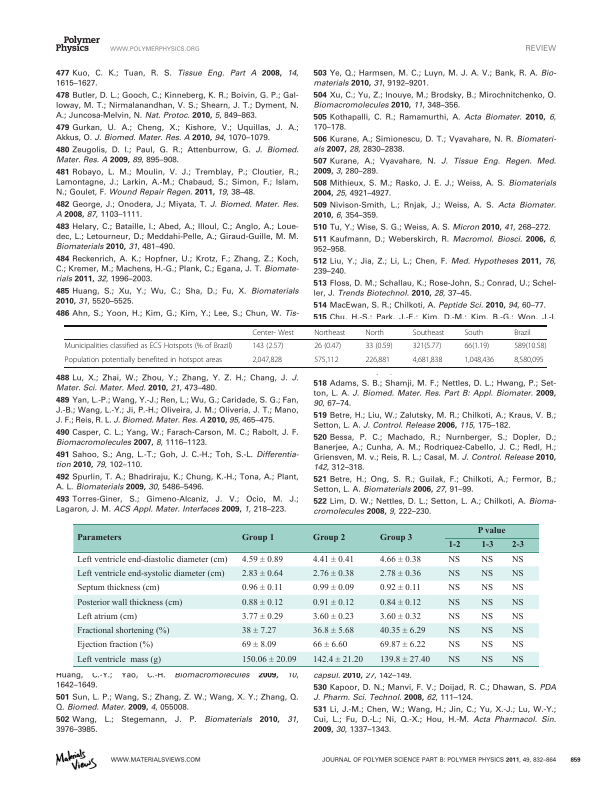 Polymer
Physics
WWW.POLYMERPHYSICS.ORG
REVIEW
477 Kuo, C. K.; Tuan, R. S. Tissue Eng. Part A 2008, 14,
1615–1627.
478 Butler, D. L.; Gooch, C.; Kinneberg, K. R.; Boivin, G. P.; Gal-
loway, M. T.; Nirmalanandhan, V. S.; Shearn, J. T.; Dyment, N.
A.; Juncosa-Melvin, N. Nat. Protoc. 2010, 5, 849–863.
479 Gurkan, U. A.; Cheng, X.; Kishore, V.; Uquillas, J. A.;
Akkus, O. J. Biomed. Mater. Res. A 2010, 94, 1070–1079.
480 Zeugolis, D. I.; Paul, G. R.; Attenburrow, G. J. Biomed.
Mater. Res. A 2009, 89, 895–908.
481 Robayo, L. M.; Moulin, V. J.; Tremblay, P.; Cloutier, R.;
Lamontagne, J.; Larkin, A.-M.; Chabaud, S.; Simon, F.; Islam,
N.; Goulet, F. Wound Repair Regen. 2011, 19, 38–48.
482 George, J.; Onodera, J.; Miyata, T. J. Biomed. Mater. Res.
A 2008, 87, 1103–1111.
483 Helary, C.; Bataille, I.; Abed, A.; Illoul, C.; Anglo, A.; Loue-
dec, L.; Letourneur, D.; Meddahi-Pelle, A.; Giraud-Guille, M. M.
Biomaterials 2010, 31, 481–490.
484 Reckenrich, A. K.; Hopfner, U.; Krotz, F.; Zhang, Z.; Koch,
C.; Kremer, M.; Machens, H.-G.; Plank, C.; Egana, J. T. Biomate-
rials 2011, 32, 1996–2003.
485 Huang, S.; Xu, Y.; Wu, C.; Sha, D.; Fu, X. Biomaterials
2010, 31, 5520–5525.
486 Ahn, S.; Yoon, H.; Kim, G.; Kim, Y.; Lee, S.; Chun, W. Tis-
503 Ye, Q.; Harmsen, M. C.; Luyn, M. J. A. V.; Bank, R. A. Bio-
materials 2010, 31, 9192–9201.
504 Xu, C.; Yu, Z.; Inouye, M.; Brodsky, B.; Mirochnitchenko, O.
Biomacromolecules 2010, 11, 348–356.
505 Kothapalli, C. R.; Ramamurthi, A. Acta Biomater. 2010, 6,
170–178.
506 Kurane, A.; Simionescu, D. T.; Vyavahare, N. R. Biomateri-
als 2007, 28, 2830–2838.
507 Kurane, A.; Vyavahare, N. J. Tissue Eng. Regen. Med.
2009, 3, 280–289.
508 Mithieux, S. M.; Rasko, J. E. J.; Weiss, A. S. Biomaterials
2004, 25, 4921–4927.
509 Nivison-Smith, L.; Rnjak, J.; Weiss, A. S. Acta Biomater.
2010, 6, 354–359.
510 Tu, Y.; Wise, S. G.; Weiss, A. S. Micron 2010, 41, 268–272.
511 Kaufmann, D.; Weberskirch, R. Macromol. Biosci. 2006, 6,
952–958.
512 Liu, Y.; Jia, Z.; Li, L.; Chen, F. Med. Hypotheses 2011, 76,
239–240.
513 Floss, D. M.; Schallau, K.; Rose-John, S.; Conrad, U.; Schel-
ler, J. Trends Biotechnol. 2010, 28, 37–45.
514 MacEwan, S. R.; Chilkoti, A. Peptide Sci. 2010, 94, 60–77.
515 Chu, H.-S.; Park, J.-E.; Kim, D.-M.; Kim, B.-G.; Won, J.-I.
Center- West Northeast North Southeast South Brazil
Municipalities classified as ECS Hotspots (% of Brazil) 143 (2.57) 26 (0.47) 33 (0.59) 321(5.77) 66(1.19) 589(10.58)
Population potentially benefited in hotspot areas 2,047,828 575,112 226,881 4,681,838 1,048,436 8,580,095
488 Lu, X.; Zhai, W.; Zhou, Y.; Zhang, Y. Z. H.; Chang, J. J.
Mater. Sci. Mater. Med. 2010, 21, 473–480.
489 Yan, L.-P.; Wang, Y.-J.; Ren, L.; Wu, G.; Caridade, S. G.; Fan,
J.-B.; Wang, L.-Y.; Ji, P.-H.; Oliveira, J. M.; Oliveria, J. T.; Mano,
J. F.; Reis, R. L. J. Biomed. Mater. Res. A 2010, 95, 465–475.
490 Casper, C. L.; Yang, W.; Farach-Carson, M. C.; Rabolt, J. F.
Biomacromolecules 2007, 8, 1116–1123.
491 Sahoo, S.; Ang, L.-T.; Goh, J. C.-H.; Toh, S.-L. Differentia-
tion 2010, 79, 102–110.
492 Spurlin, T. A.; Bhadriraju, K.; Chung, K.-H.; Tona, A.; Plant,
A. L. Biomaterials 2009, 30, 5486–5496.
493 Torres-Giner, S.; Gimeno-Alcaniz, J. V.; Ocio, M. J.;
Lagaron, J. M. ACS Appl. Mater. Interfaces 2009, 1, 218–223.
518 Adams, S. B.; Shamji, M. F.; Nettles, D. L.; Hwang, P.; Set-
ton, L. A. J. Biomed. Mater. Res. Part B: Appl. Biomater. 2009,
90, 67–74.
519 Betre, H.; Liu, W.; Zalutsky, M. R.; Chilkoti, A.; Kraus, V. B.;
Setton, L. A. J. Control. Release 2006, 115, 175–182.
520 Bessa, P. C.; Machado, R.; Nurnberger, S.; Dopler, D.;
Banerjee, A.; Cunha, A. M.; Rodriquez-Cabello, J. C.; Redl, H.;
Griensven, M. v.; Reis, R. L.; Casal, M. J. Control. Release 2010,
142, 312–318.
521 Betre, H.; Ong, S. R.; Guilak, F.; Chilkoti, A.; Fermor, B.;
Setton, L. A. Biomaterials 2006, 27, 91–99.
522 Lim, D. W.; Nettles, D. L.; Setton, L. A.; Chilkoti, A. Bioma-
cromolecules 2008, 9, 222–230.
Parameters Group 1 Group 2 Group 3 P value
1-2 1-3 2-3
Left ventricle end-diastolic diameter (cm) 4.59 ± 0.89 4.41 ± 0.41 4.66 ± 0.38 NS NS NS
Left ventricle end-systolic diameter (cm) 2.83 ± 0.64 2.76 ± 0.38 2.78 ± 0.36 NS NS NS
Septum thickness (cm) 0.96 ± 0.11 0.99 ± 0.09 0.92 ± 0.11 NS NS NS
Posterior wall thickness (cm) 0.88 ± 0.12 0.91 ± 0.12 0.84 ± 0.12 NS NS NS
Left atrium (cm) 3.77 ± 0.29 3.60 ± 0.23 3.60 ± 0.32 NS NS NS
Fractional shortening (%) 38 ± 7.27 36.8 ± 5.68 40.35 ± 6.29 NS NS NS
Ejection fraction (%) 69 ± 8.09 66 ± 6.60 69.87 ± 6.22 NS NS NS
Left ventricle mass (g) 150.06 ± 20.09 142.4 ± 21.20 139.8 ± 27.40 NS NS NS
Huang, C.-Y.; Yao, C.-H. Biomacromolecules 2009, 10,
1642–1649.
501 Sun, L. P.; Wang, S.; Zhang, Z. W.; Wang, X. Y.; Zhang, Q.
Q. Biomed. Mater. 2009, 4, 055008.
502 Wang, L.; Stegemann, J. P. Biomaterials 2010, 31,
3976–3985.
capsul. 2010, 27, 142–149.
530 Kapoor, D. N.; Manvi, F. V.; Doijad, R. C.; Dhawan, S. PDA
J. Pharm. Sci. Technol. 2008, 62, 111–124.
531 Li, J.-M.; Chen, W.; Wang, H.; Jin, C.; Yu, X.-J.; Lu, W.-Y.;
Cui, L.; Fu, D.-L.; Ni, Q.-X.; Hou, H.-M. Acta Pharmacol. Sin.
2009, 30, 1337–1343.
Materials
Views
WWW.MATERIALSVIEWS.COM
JOURNAL OF POLYMER SCIENCE PART B: POLYMER PHYSICS 2011, 49, 832–864 859